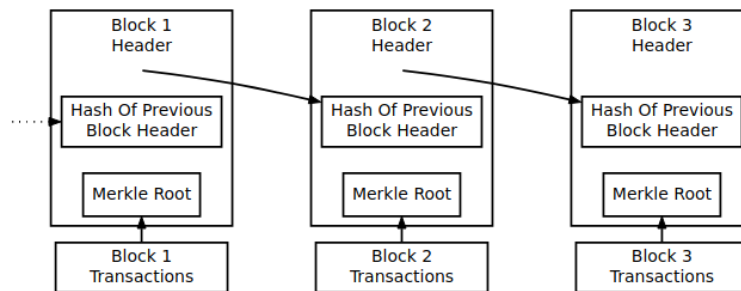 Block 1
Header
Hash Of Previous
Block Header
Merkle Root
Block 1
Transactions
Block 2
Header
Hash Of Previous
Block Header
Merkle Root
Block 2
Transactions
Block 3
Header
Hash Of Previous
Block Header
Merkle Root
Block 3
Transactions